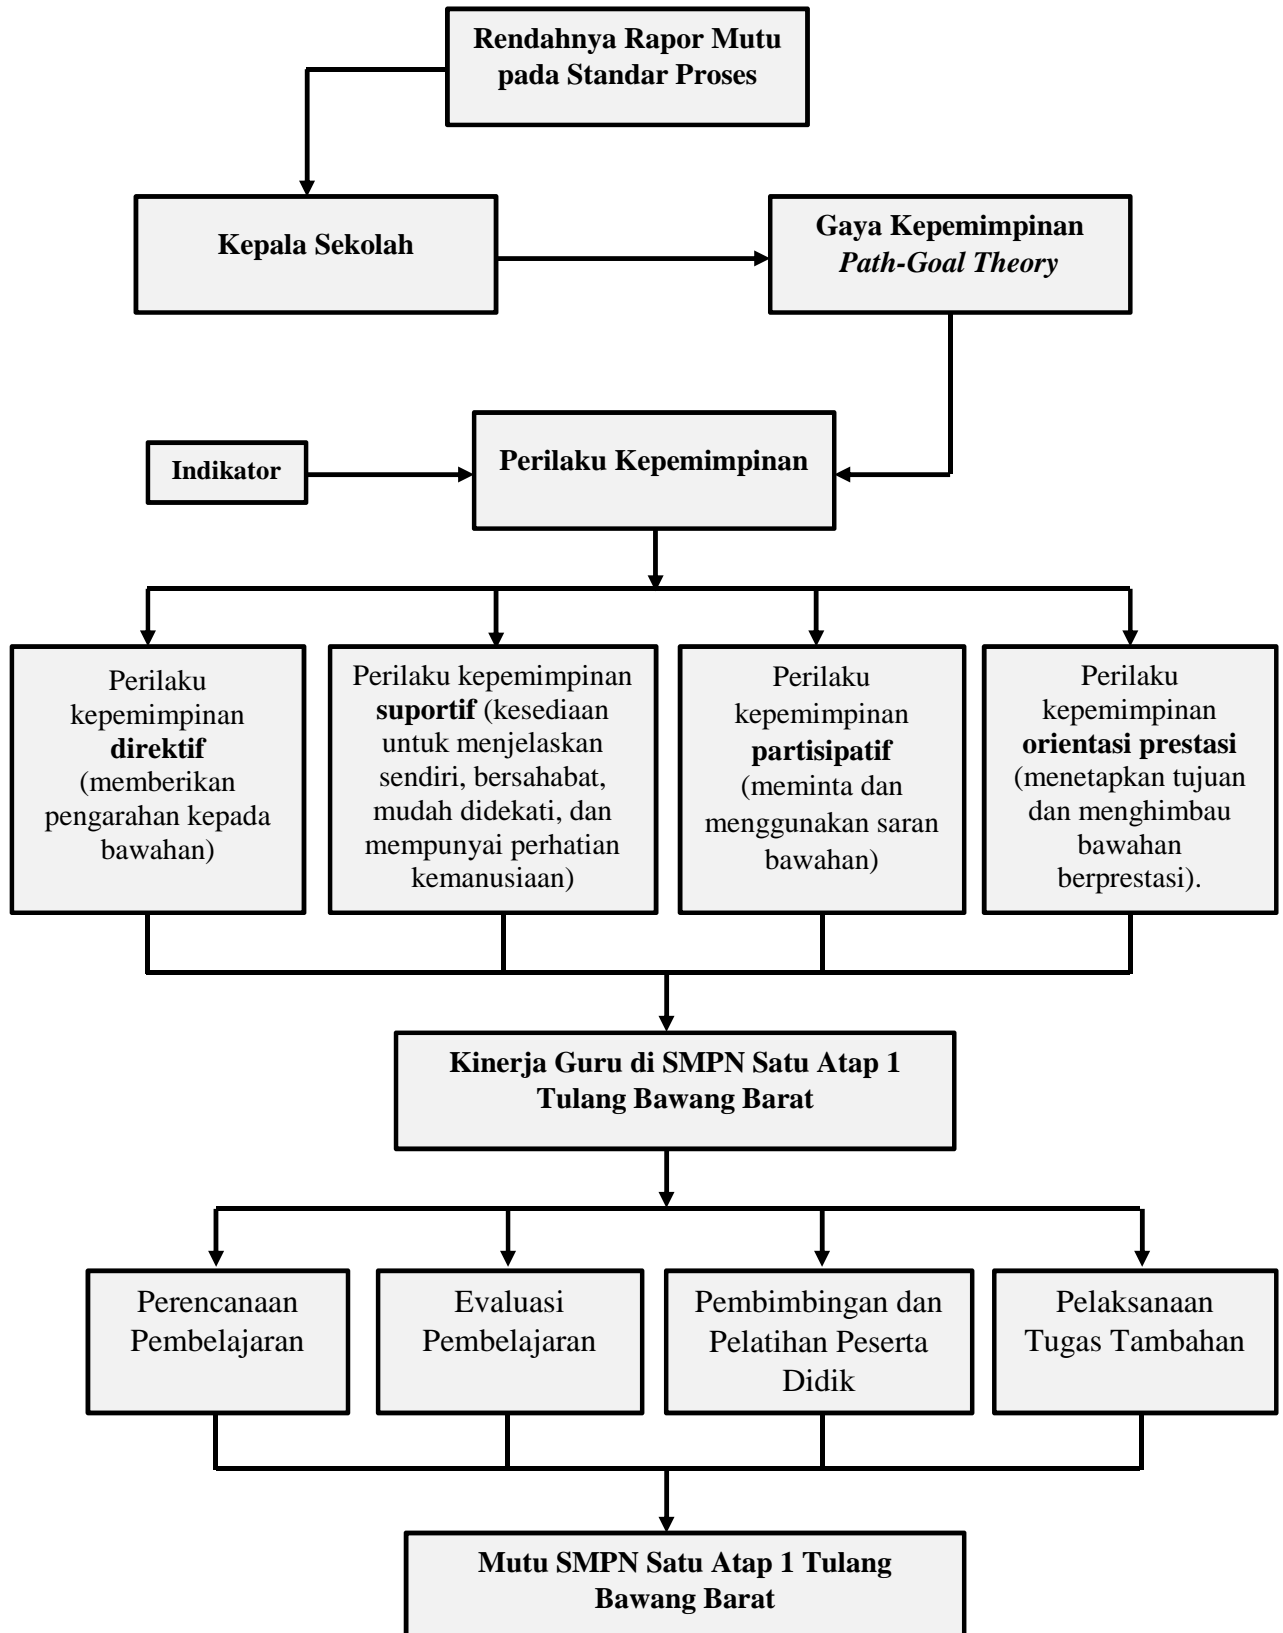 Rendahnya Rapor Mutu
pada Standar Proses
Kepala Sekolah
Gaya Kepemimpinan
Path-Goal Theory
Indikator
Perilaku Kepemimpinan
Perilaku
kepemimpinan
direktif
(memberikan
pengarahan kepada
bawahan)
Perilaku kepemimpinan
suportif (kesediaan
untuk menjelaskan
sendiri, bersahabat,
mudah didekati, dan
mempunyai perhatian
kemanusiaan)
Perilaku
kepemimpinan
partisipatif
(meminta dan
menggunakan saran
bawahan)
Perilaku
kepemimpinan
orientasi prestasi
(menetapkan tujuan
dan menghimbau
bawahan
berprestasi).
Kinerja Guru di SMPN Satu Atap 1
Tulang Bawang Barat
Perencanaan
Pembelajaran
Evaluasi
Pembelajaran
Pembimbingan dan
Pelatihan Peserta
Didik
Pelaksanaan
Tugas Tambahan
Mutu SMPN Satu Atap 1 Tulang
Bawang Barat